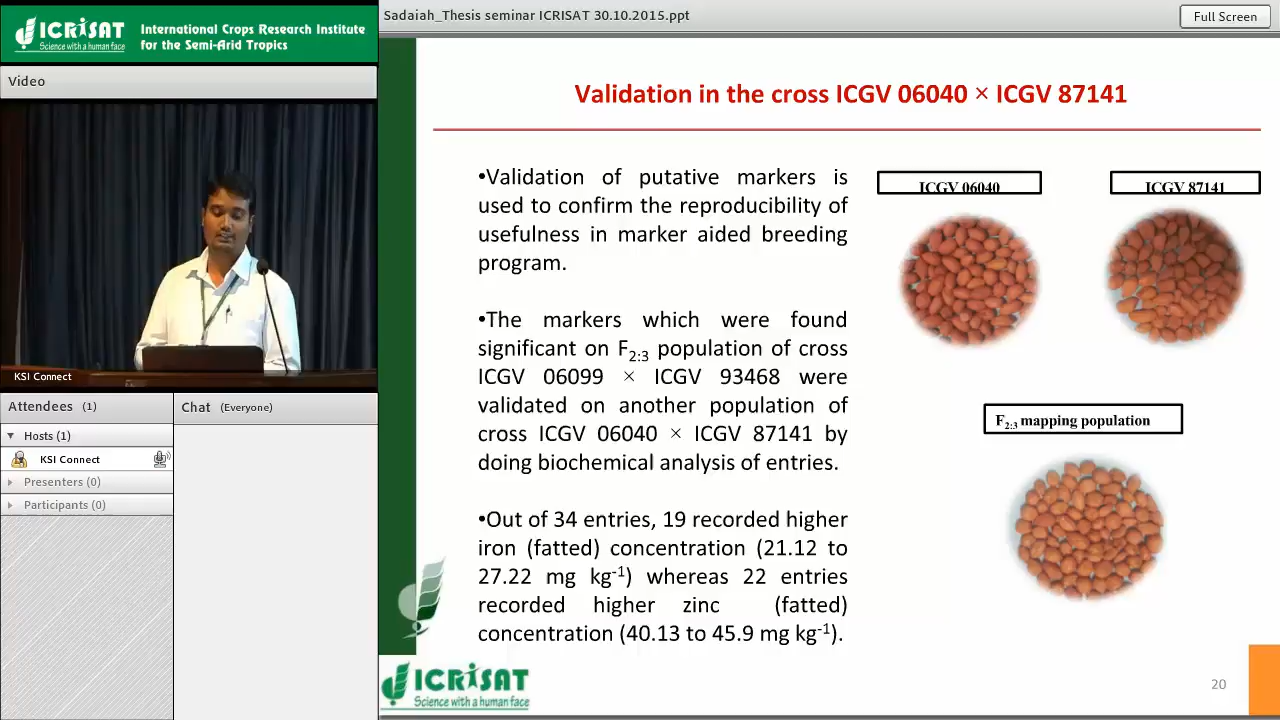 ICRISAT
Science with a human face
International Crops Research Institute
for the Semi-Arid Tropics
Sadaiah_Thesis seminar ICRISAT 30.10.2015.ppt
Full Screen
Video
KSI Connect
Attendees (1)
Hosts (1)
KSI Connect
Presenters (0)
Participants (0)
Chat (Everyone)
Validation in the cross ICGV 06040 × ICGV 87141
•Validation of putative markers is
used to confirm the reproducibility of
usefulness in marker aided breeding
program.
•The markers which were found
significant on F2:3 population of cross
ICGV 06099 × ICGV 93468 were
validated on another population of
cross ICGV 06040 × ICGV 87141 by
doing biochemical analysis of entries.
•Out of 34 entries, 19 recorded higher
iron (fatted) concentration (21.12 to
27.22 mg kg-1) whereas 22 entries
recorded higher zinc (fatted)
concentration (40.13 to 45.9 mg kg-1).
ICGV 06040
ICGV 87141
F2:3 mapping population
ICRISAT
Science with a human face
20